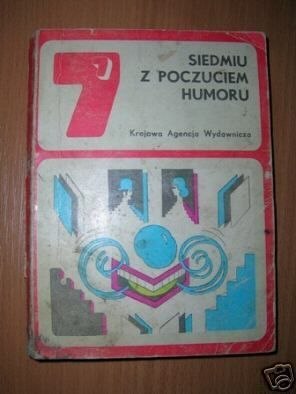 7
SIEDMIU
Z POCZUCIEM
HUMORU
Krajowa Agencja Wydawnicza